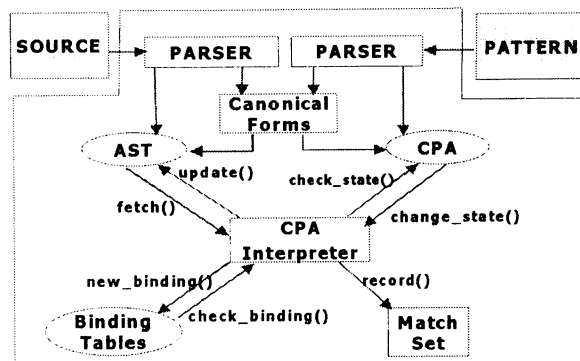 SOURCE
PARSER
PARSER
PATTERN
Canonical
Forms
AST
CPA
update()
check_state()
fetch()
change_state()
CPA
Interpreter
new_binding()
record()
check_binding()
Binding
Tables
Match
Set